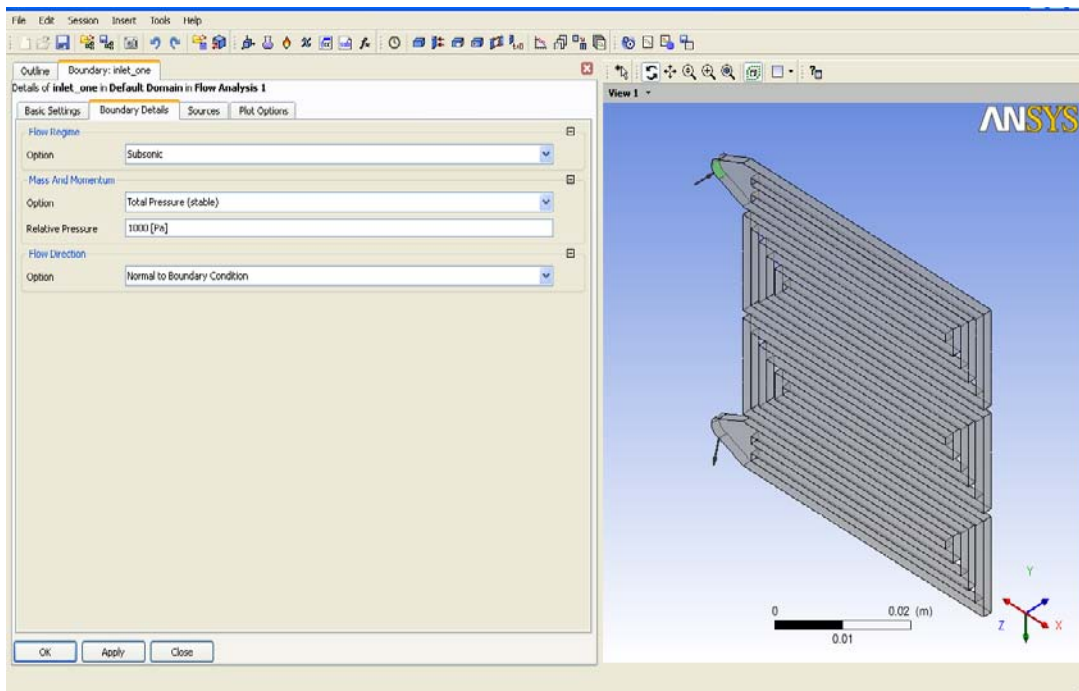 File Edit Session Insert Tools Help
Outline Boundary: inlet_one
Details of inlet_one in Default Domain in Flow Analysis 1
Basic Settings Boundary Details Sources Plot Options
Flow Regime
Option Subsonic
Mass And Momentum
Option Total Pressure (stable)
Relative Pressure 1000 [Pa]
Flow Direction
Option Normal to Boundary Condition
OK Apply Close
View 1
ANSYS
0 0.02 (m)
0.01
Y
Z X